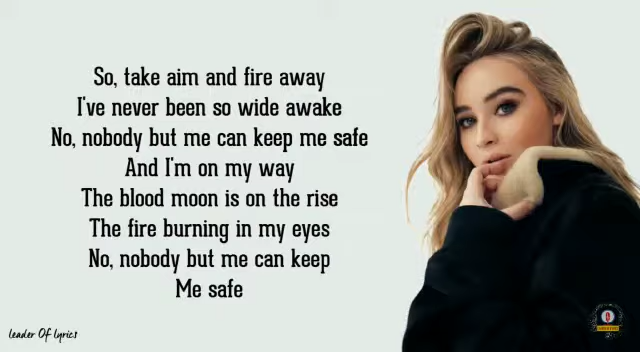 So, take aim and fire away
I've never been so wide awake
No, nobody but me can keep me safe
And I'm on my way
The blood moon is on the rise
The fire burning in my eyes
No, nobody but me can keep
Me safe
Leader Of Lyrics